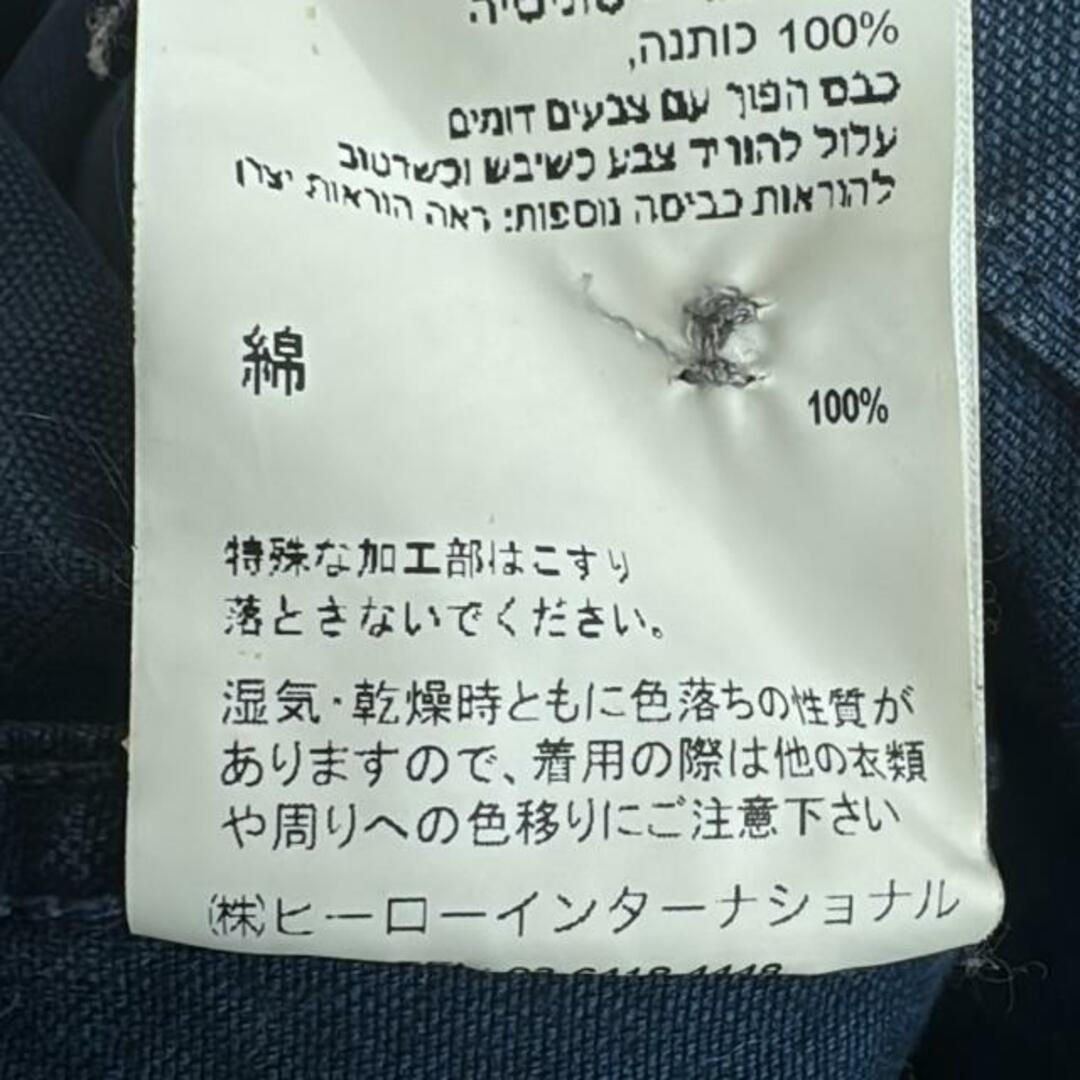 100% כותנה,
כבס הפוך עם צבעים דומים
עלול להוריד צבע כשיבש וכשרטוב
להוראות כביסה נוספות: ראה הוראות יצרן
綿
100%
特殊な加工部はこすり
落とさないでください。
湿気・乾燥時ともに色落ちの性質が
ありますので、着用の際は他の衣類
や周りへの色移りにご注意下さい
㈱ヒーローインターナショナル